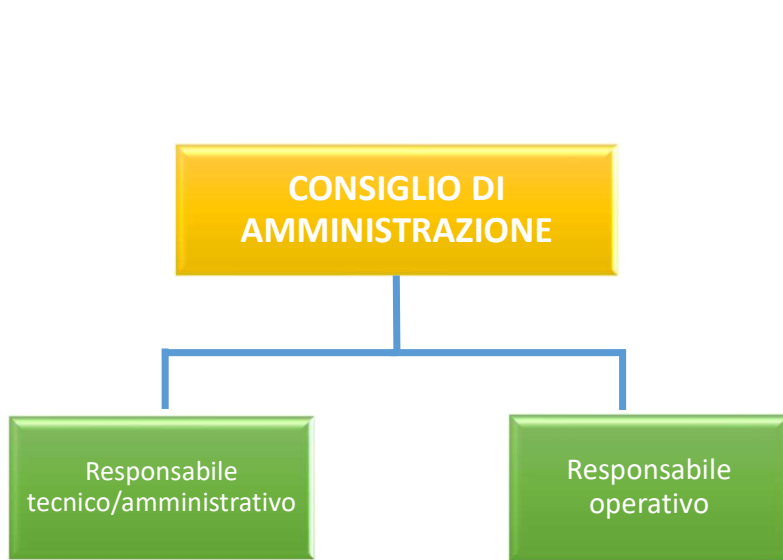 CONSIGLIO DI
AMMINISTRAZIONE
Responsabile
tecnico/amministrativo
Responsabile
operativo